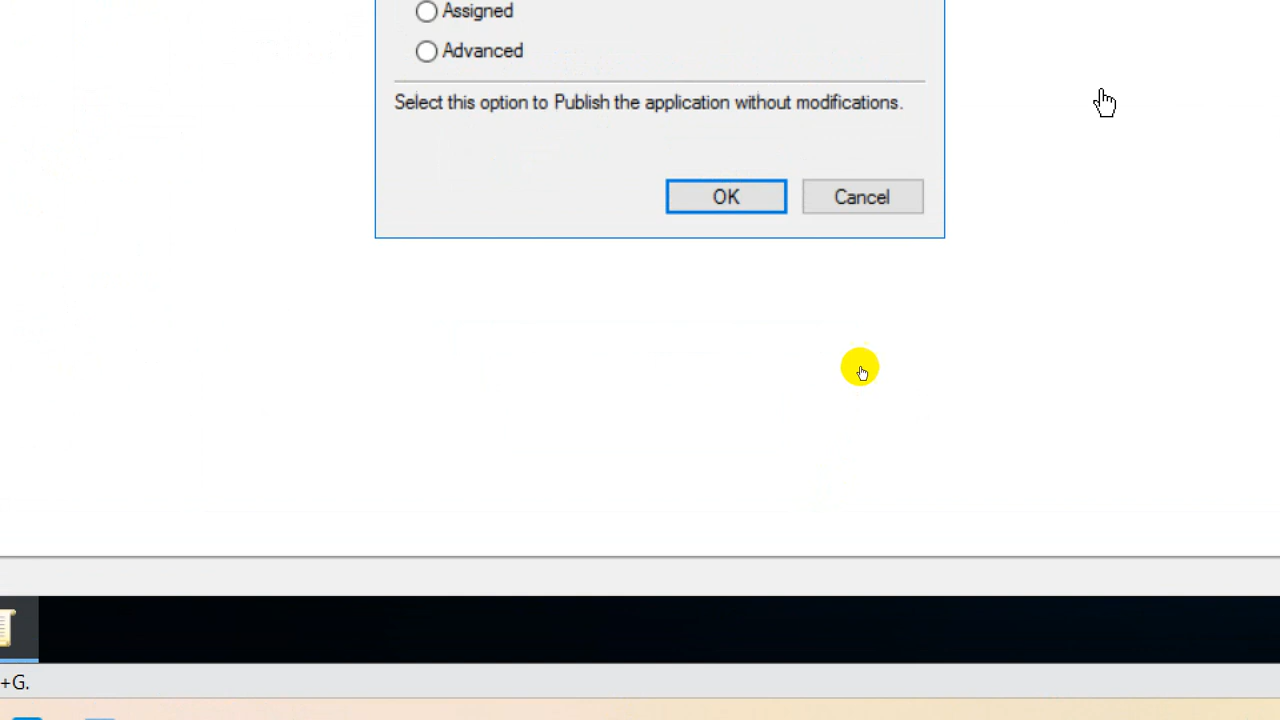 Assigned
Advanced
Select this option to Publish the application without modifications.
OK Cancel
+G.